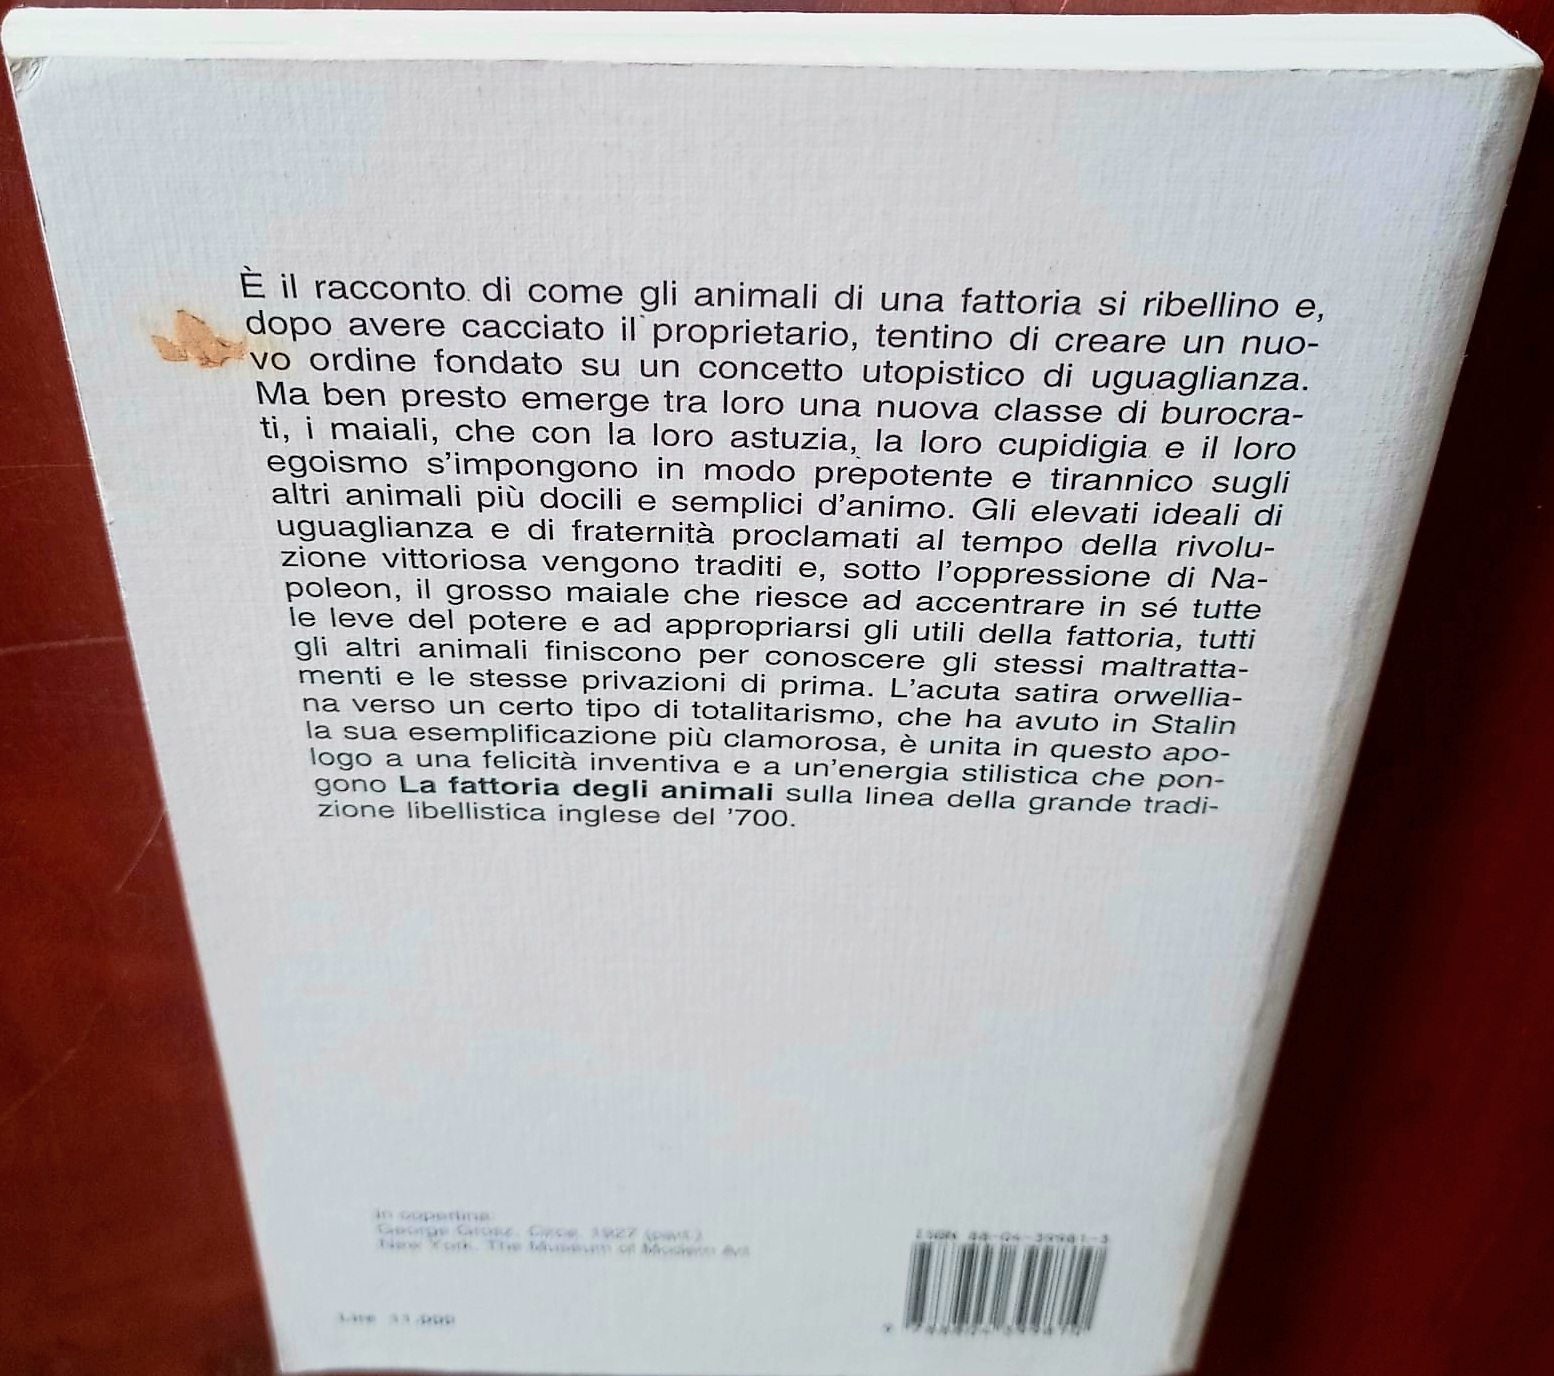 È il racconto di come gli animali di una fattoria si ribellino e,
dopo avere cacciato il proprietario, tentino di creare un nuo-
vo ordine fondato su un concetto utopistico di uguaglianza.
Ma ben presto emerge tra loro una nuova classe di burocra-
ti, i maiali, che con la loro astuzia, la loro cupidigia e il loro
egoismo s'impongono in modo prepotente e tirannico sugli
altri animali più docili e semplici d'animo. Gli elevati ideali di
uguaglianza e di fraternità proclamati al tempo della rivolu-
zione vittoriosa vengono traditi e, sotto l'oppressione di Na-
poleon, il grosso maiale che riesce ad accentrare in sé tutte
le leve del potere e ad appropriarsi gli utili della fattoria, tutti
gli altri animali finiscono per conoscere gli stessi maltratta-
menti e le stesse privazioni di prima. L'acuta satira orwellia-
na verso un certo tipo di totalitarismo, che ha avuto in Stalin
la sua esemplificazione più clamorosa, è unita in questo apo-
logo a una felicità inventiva e a un'energia stilistica che pon-
gono La fattoria degli animali sulla linea della grande tradi-
zione libellistica inglese del '700.
In copertina:
George Grosz, Circe, 1927 (part.)
New York, The Museum of Modern Art
Lire
ISBN